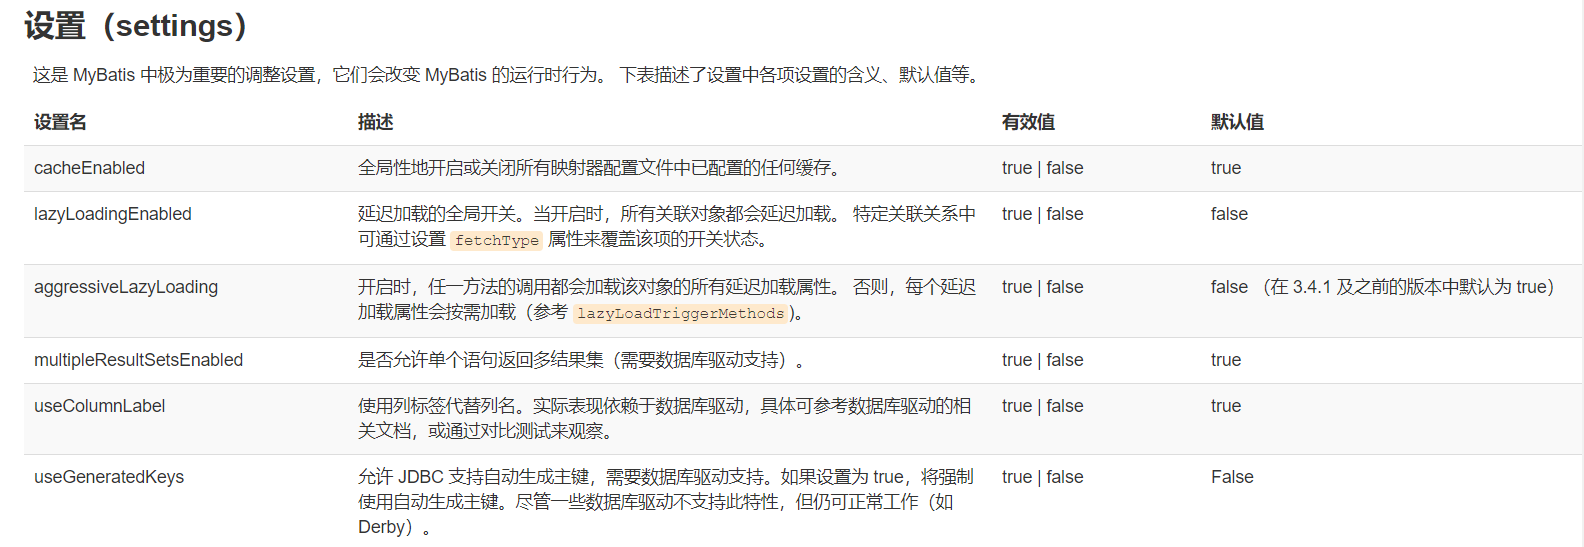 设置（settings）
这是 MyBatis 中极为重要的调整设置，它们会改变 MyBatis 的运行时行为。 下表描述了设置中各项设置的含义、默认值等。
设置名 描述 有效值 默认值
cacheEnabled 全局性地开启或关闭所有映射器配置文件中已配置的任何缓存。 true | false true
lazyLoadingEnabled 延迟加载的全局开关。当开启时，所有关联对象都会延迟加载。 特定关联关系中 true | false false
可通过设置 fetchType 属性来覆盖该项的开关状态。
aggressiveLazyLoading 开启时，任一方法的调用都会加载该对象的所有延迟加载属性。 否则，每个延迟 true | false false （在 3.4.1 及之前的版本中默认为 true）
加载属性会按需加载（参考 lazyLoadTriggerMethods)。
multipleResultSetsEnabled 是否允许单个语句返回多结果集（需要数据库驱动支持）。 true | false true
useColumnLabel 使用列标签代替列名。实际表现依赖于数据库驱动，具体可参考数据库驱动的相 true | false true
关文档，或通过对比测试来观察。
useGeneratedKeys 允许 JDBC 支持自动生成主键，需要数据库驱动支持。如果设置为 true，将强制 true | false False
使用自动生成主键。尽管一些数据库驱动不支持此特性，但仍可正常工作（如
Derby）。